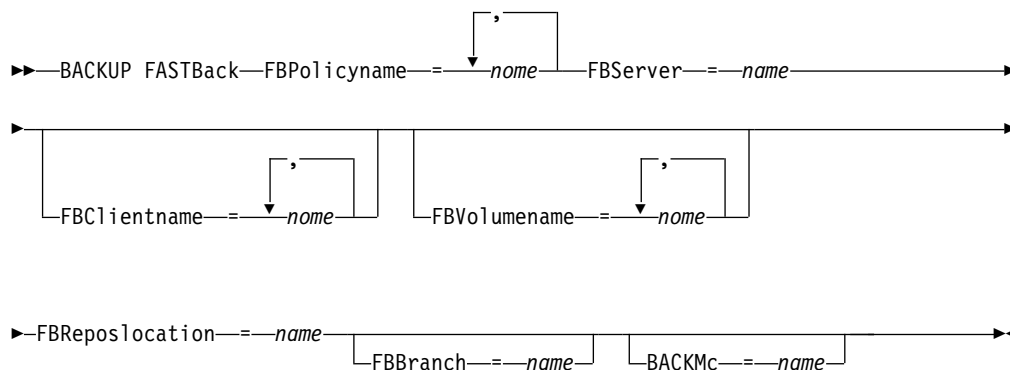 ,
BACKUP FASTBack FBPolicyname = nome FBServer = name
, ,
FBClientname = nome FBVolumename = nome
FBReposlocation = name
FBBranch = name BACKMc = name